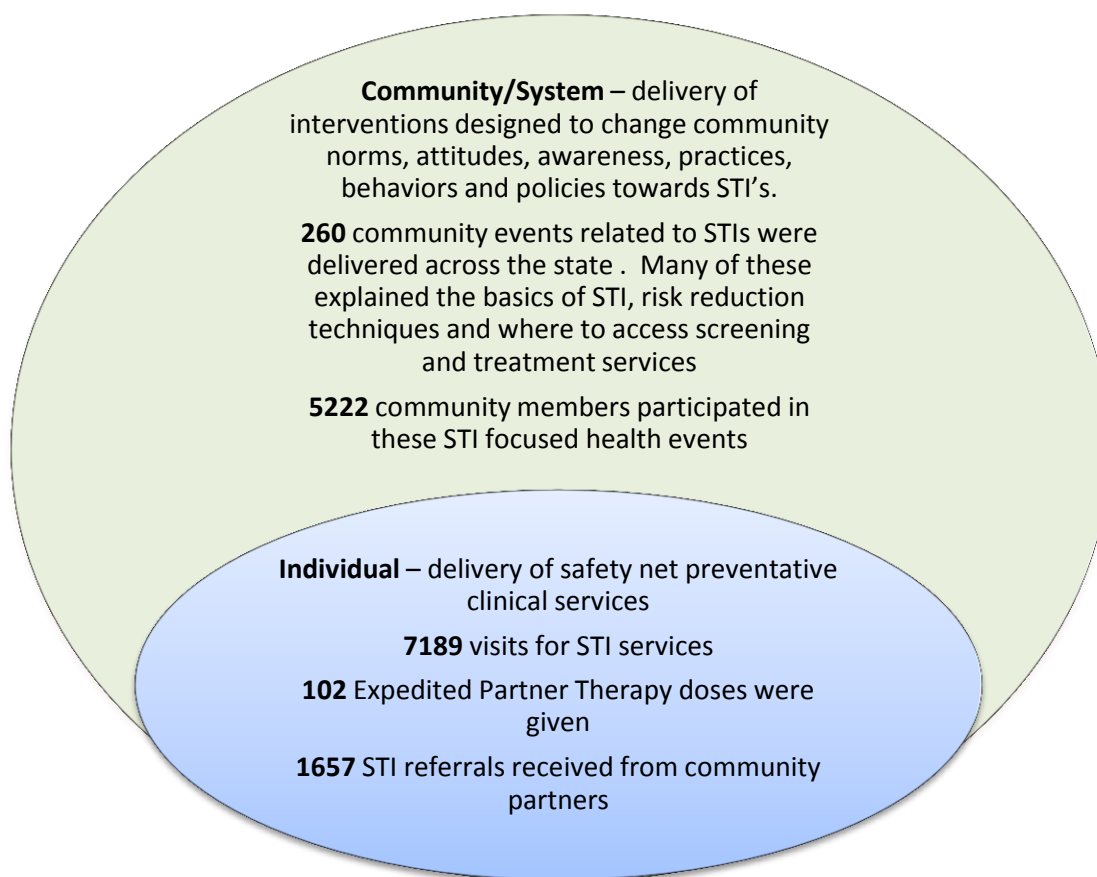 Community/System – delivery of
interventions designed to change community
norms, attitudes, awareness, practices,
behaviors and policies towards STI’s.
260 community events related to STIs were
delivered across the state .  Many of these
explained the basics of STI, risk reduction
techniques and where to access screening
and treatment services
5222 community members participated in
these STI focused health events
Individual – delivery of safety net preventative
clinical services
7189 visits for STI services
102 Expedited Partner Therapy doses were
given
1657 STI referrals received from community
partners